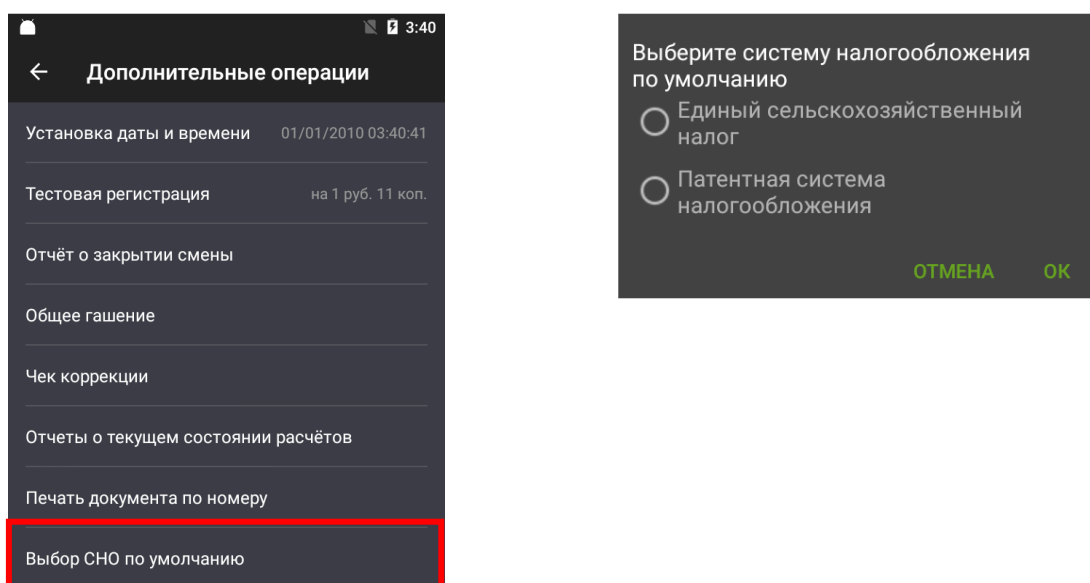 3:40
Дополнительные операции
Установка даты и времени 01/01/2010 03:40:41
Тестовая регистрация на 1 руб. 11 коп.
Отчёт о закрытии смены
Общее гашение
Чек коррекции
Отчеты о текущем состоянии расчётов
Печать документа по номеру
Выбор СНО по умолчанию
Выберите систему налогообложения
по умолчанию
Единый сельскохозяйственный
налог
Патентная система
налогообложения
ОТМЕНА ОК